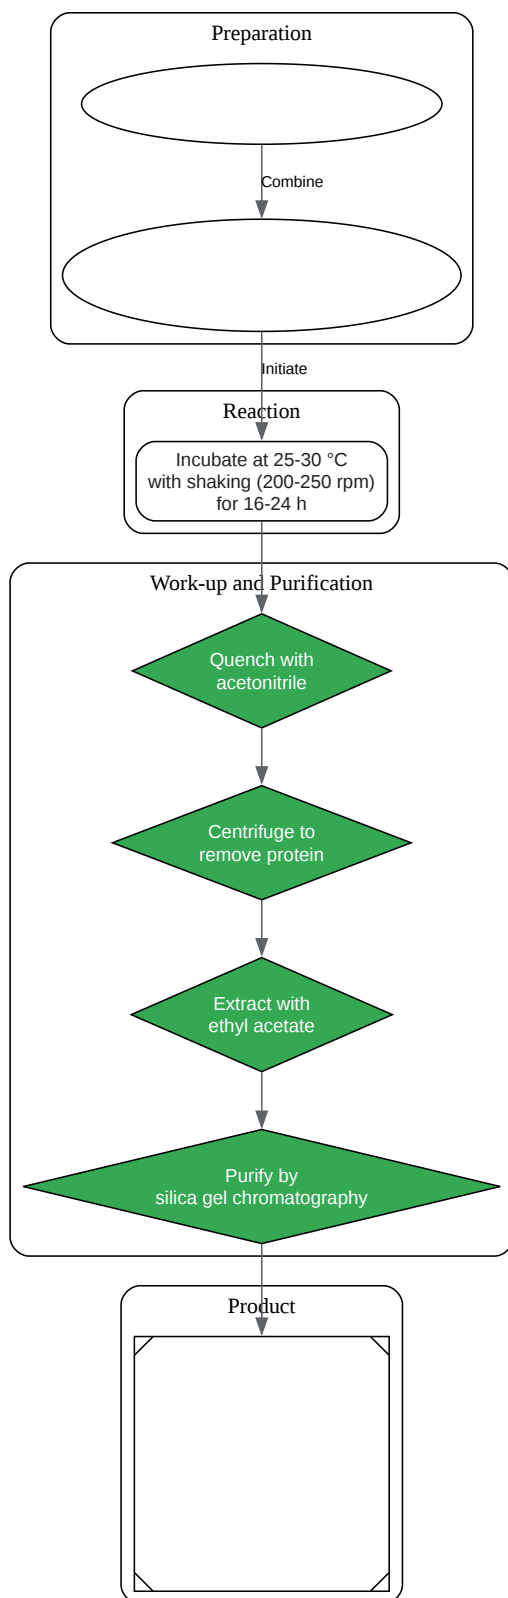 Preparation
Combine
Initiate
Reaction
Incubate at 25-30 °C
with shaking (200-250 rpm)
for 16-24 h
Work-up and Purification
Quench with
acetonitrile
Centrifuge to
remove protein
Extract with
ethyl acetate
Purify by
silica gel chromatography
Product